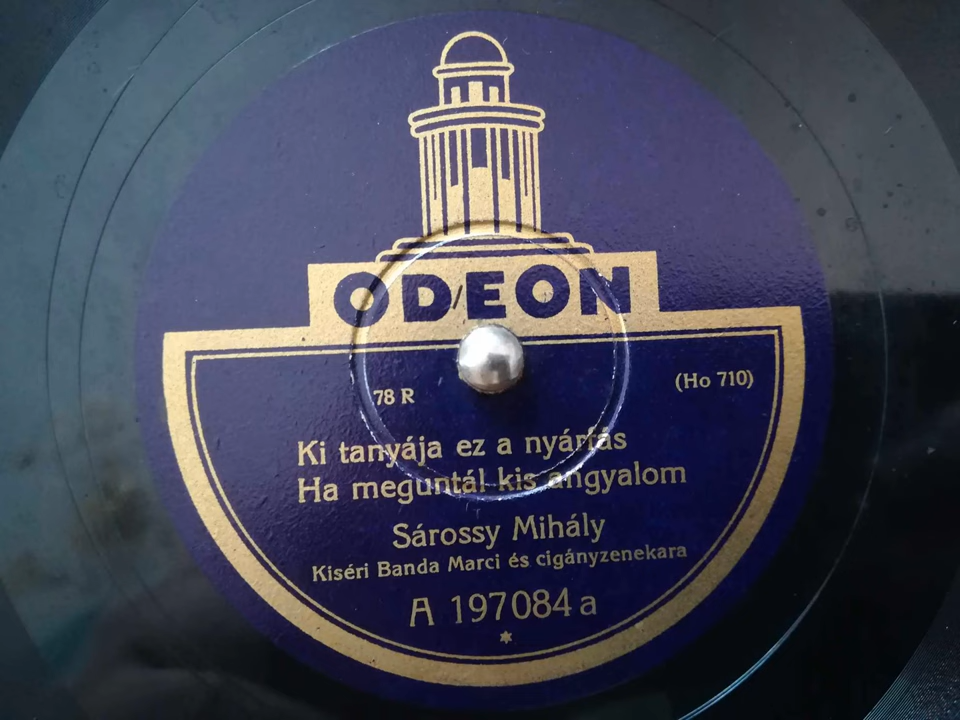 ODEON
78 R
(Ho 710)
Ki tanyája ez a nyárfás
Ha meguntál kis angyalom
Sárossy Mihály
Kiséri Banda Marci és cigányzenekara
A 197084 a
*